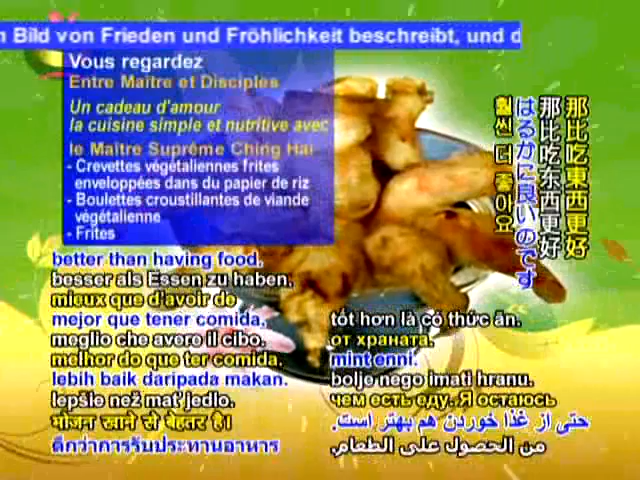 Bild von Frieden und Fröhlichkeit beschreibt, und d
Vous regardez
Entre Maître et Disciples
Un cadeau d'amour
la cuisine simple et nutritive avec
le Maître Suprême Ching Hai
- Crevettes végétaliennes frites
enveloppées dans du papier de riz
- Boulettes croustillantes de viande
végétalienne
- Frites
那比吃東西更好
那比吃东西更好
はるかに良いのです
훨씬 더 좋아요
better than having food.
besser als Essen zu haben.
mieux que d'avoir de
mejor que tener comida.
meglio che avere il cibo.
melhor do que ter comida.
lebih baik daripada makan.
lepšie než mať jedlo.
भोजन खाने से बेहतर है।
ดีกว่าการรับประทานอาหาร
tốt hơn là có thức ăn.
от храната.
mint enni.
bolje nego imati hranu.
чем есть еду. Я остаюсь
حتی از غذا خوردن هم بهتر است.
من الحصول على الطعام.